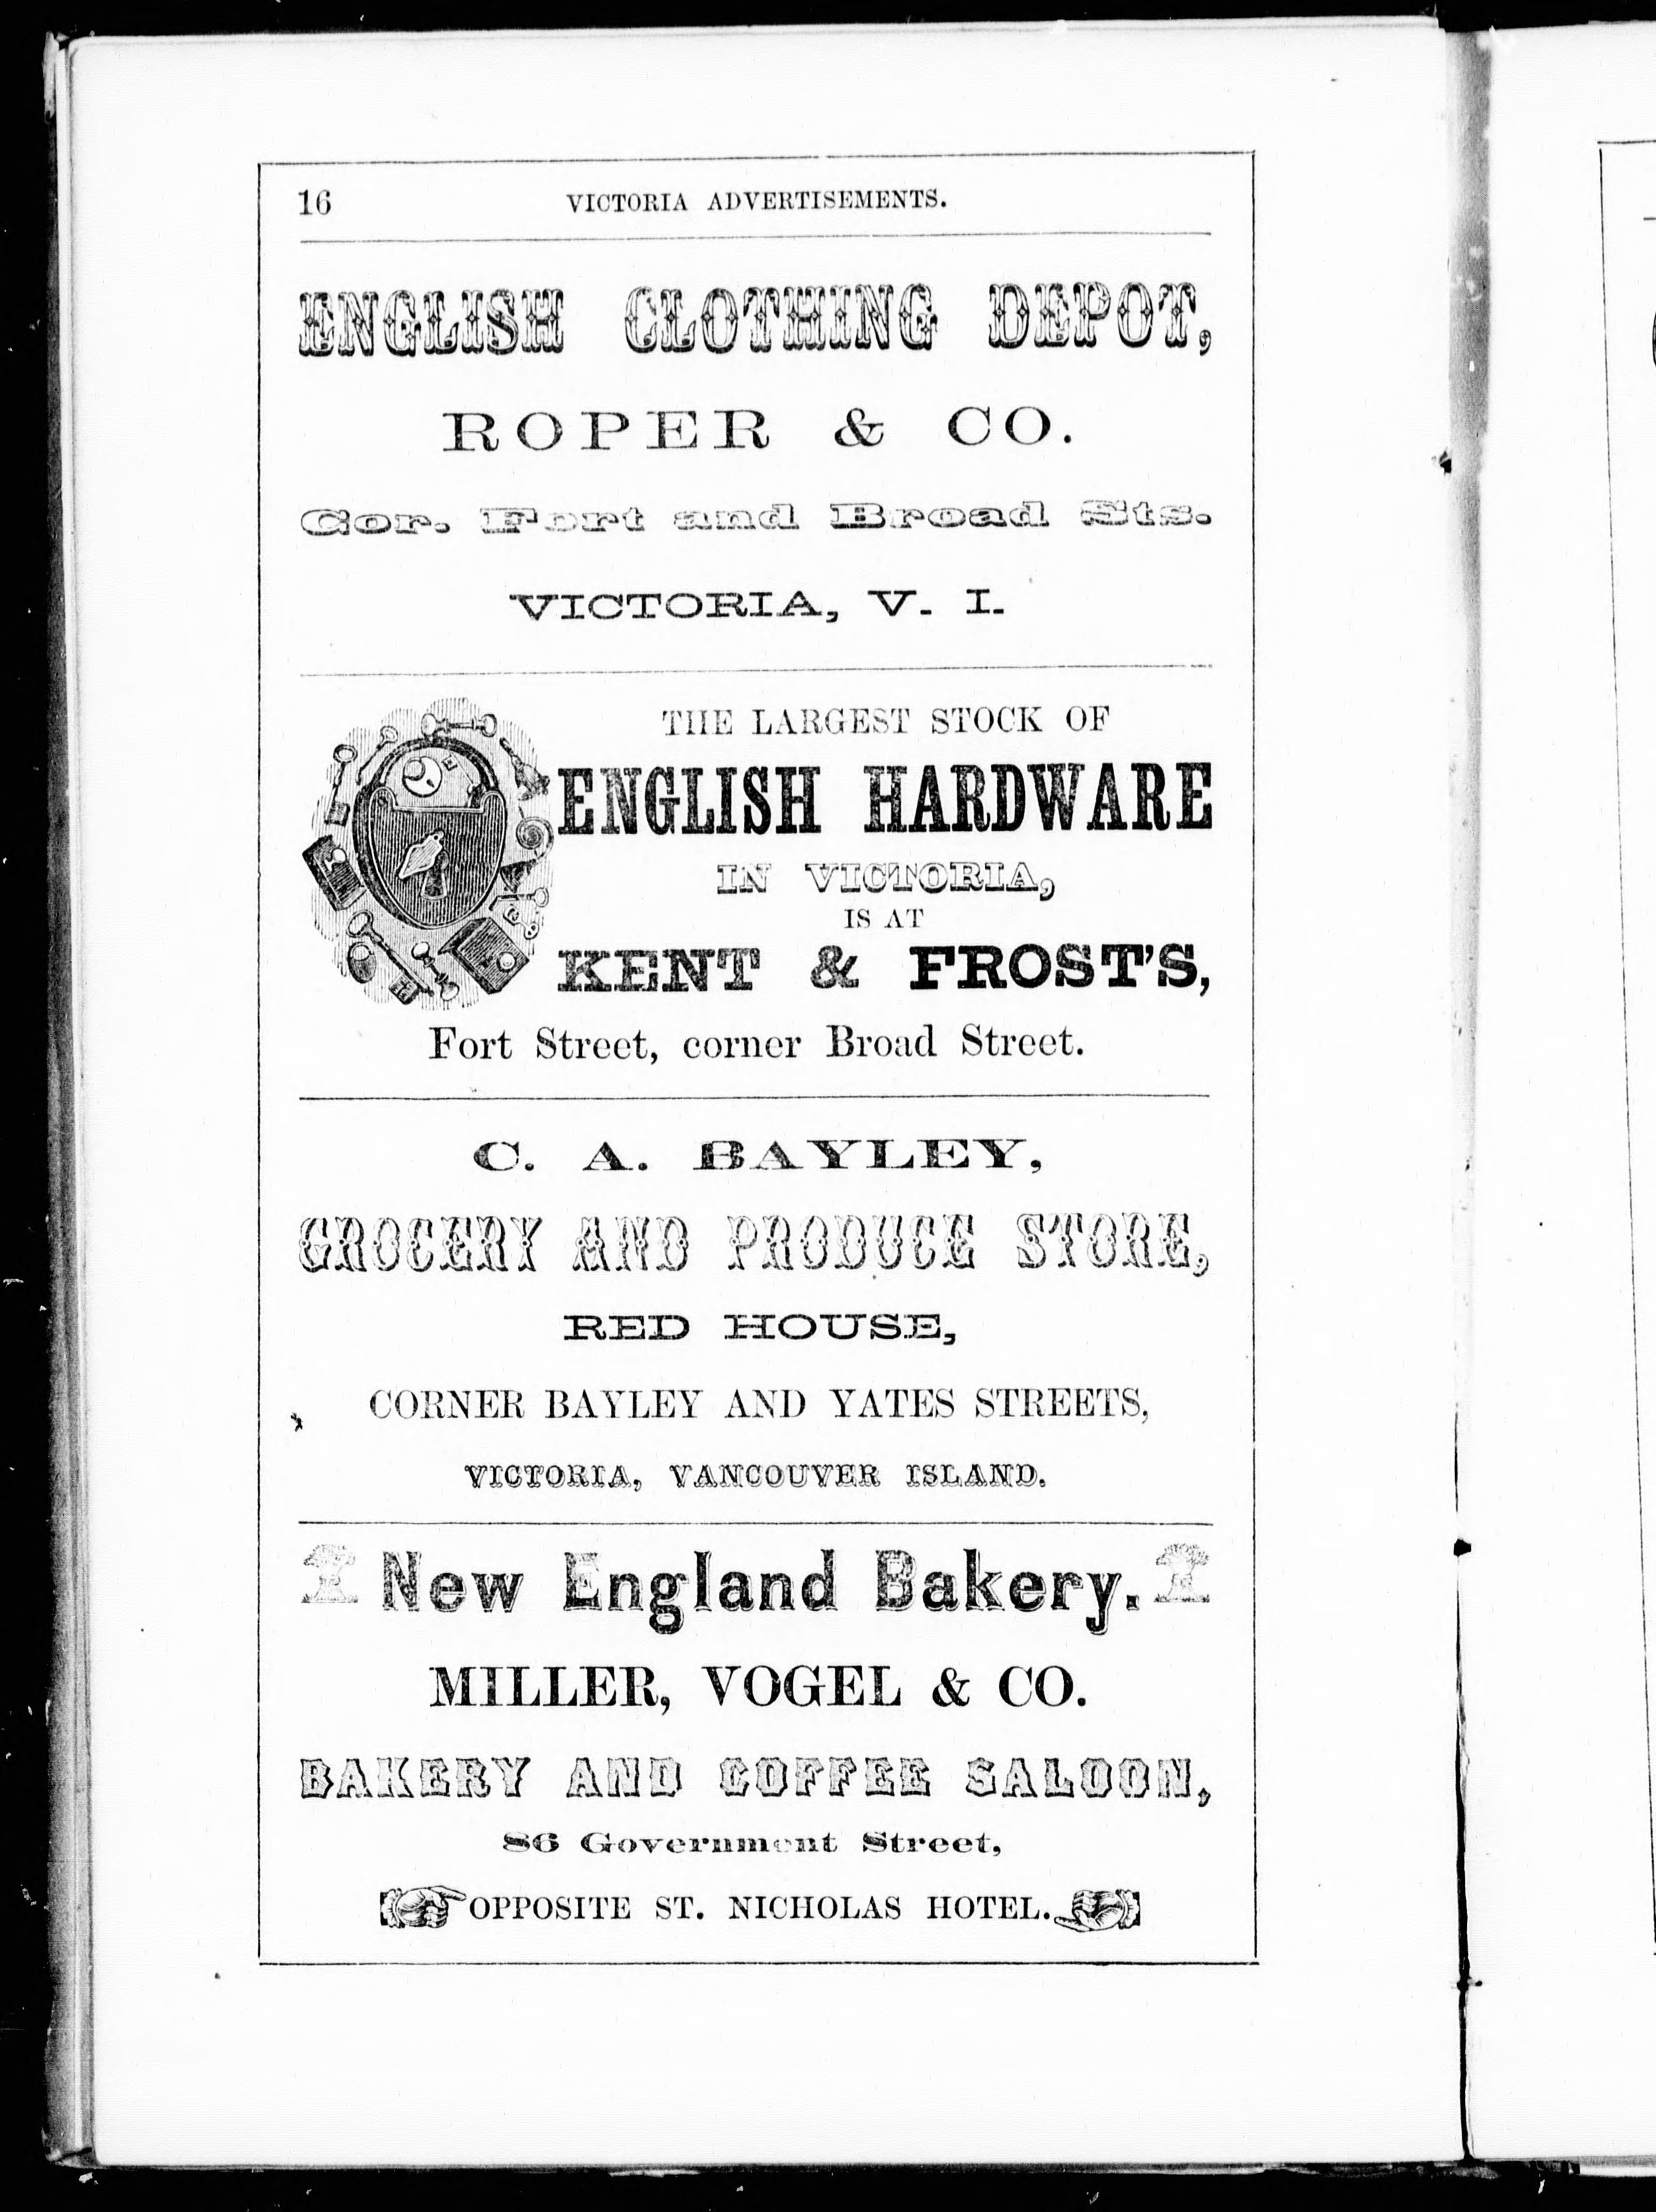 16 VICTORIA ADVERTISEMENTS.
ENGLISH CLOTHING DEPOT,
ROPER & CO.
Cor. Fort and Broad Sts.
VICTORIA, V. I.
THE LARGEST STOCK OF
ENGLISH HARDWARE
IN VICTORIA,
IS AT
KENT & FROST'S,
Fort Street, corner Broad Street.
C. A. BAYLEY,
GROCERY AND PRODUCE STORE,
RED HOUSE,
CORNER BAYLEY AND YATES STREETS,
VICTORIA, VANCOUVER ISLAND.
New England Bakery.
MILLER, VOGEL & CO.
BAKERY AND COFFEE SALOON,
86 Government Street,
OPPOSITE ST. NICHOLAS HOTEL.